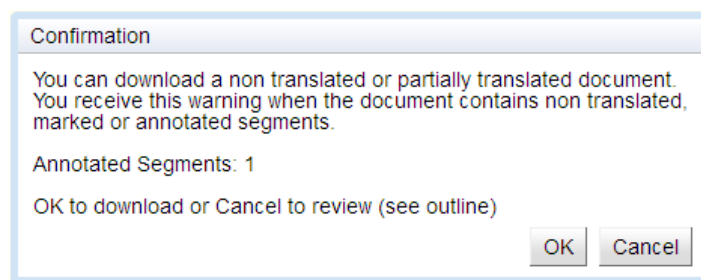 Confirmation
You can download a non translated or partially translated document.
You receive this warning when the document contains non translated,
marked or annotated segments.
Annotated Segments: 1
OK to download or Cancel to review (see outline)
OK Cancel